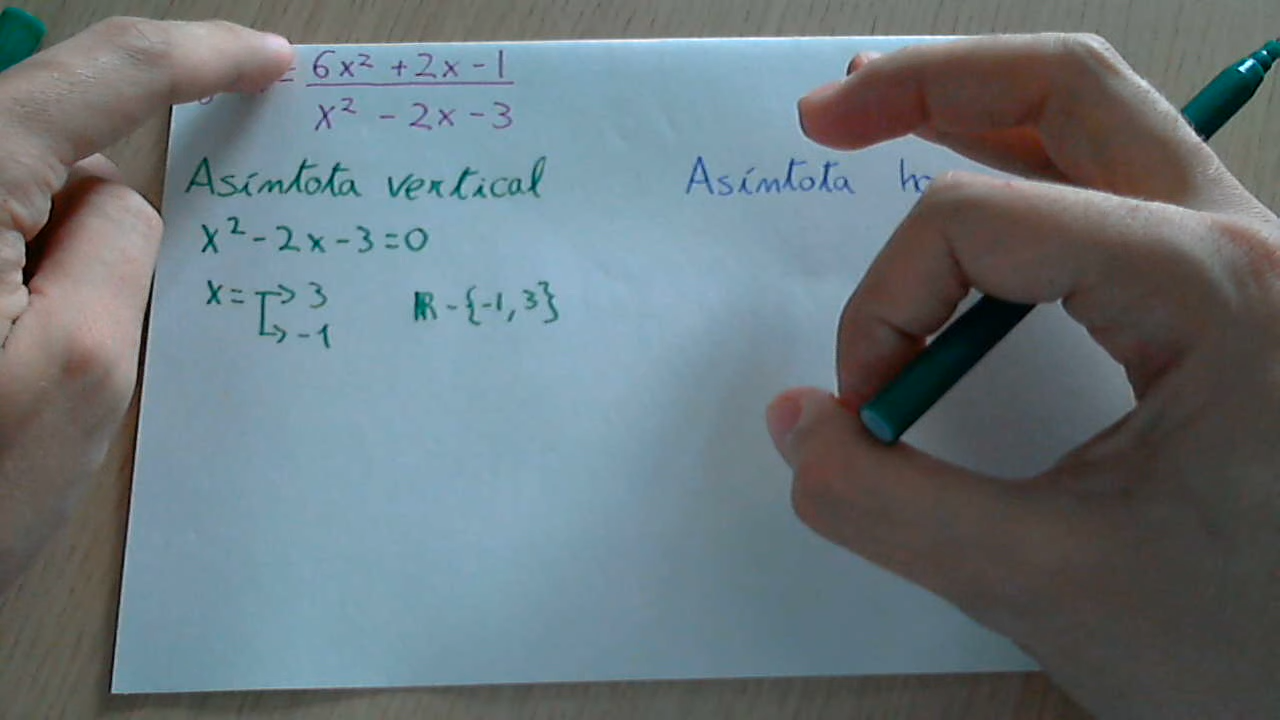 = 6x² + 2x - 1
x² - 2x - 3
Asíntota vertical
Asíntota
x² - 2x - 3 = 0
x = → 3
→ -1
ℝ - {-1, 3}